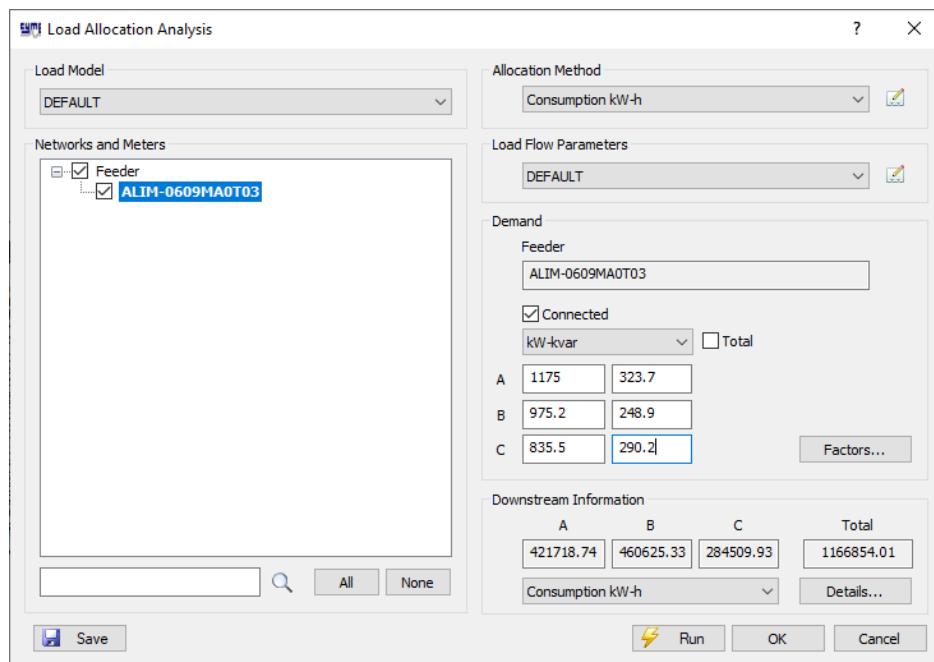 Load Allocation Analysis
?
Load Model
DEFAULT
Networks and Meters
Feeder
ALIM-0609MA0T03
All
None
Save
Allocation Method
Consumption kW-h
Load Flow Parameters
DEFAULT
Demand
Feeder
ALIM-0609MA0T03
Connected
kW-kvar
Total
A 1175 323.7
B 975.2 248.9
C 835.5 290.2
Factors...
Downstream Information
A B C Total
421718.74 460625.33 284509.93 1166854.01
Consumption kW-h
Details...
Run
OK
Cancel